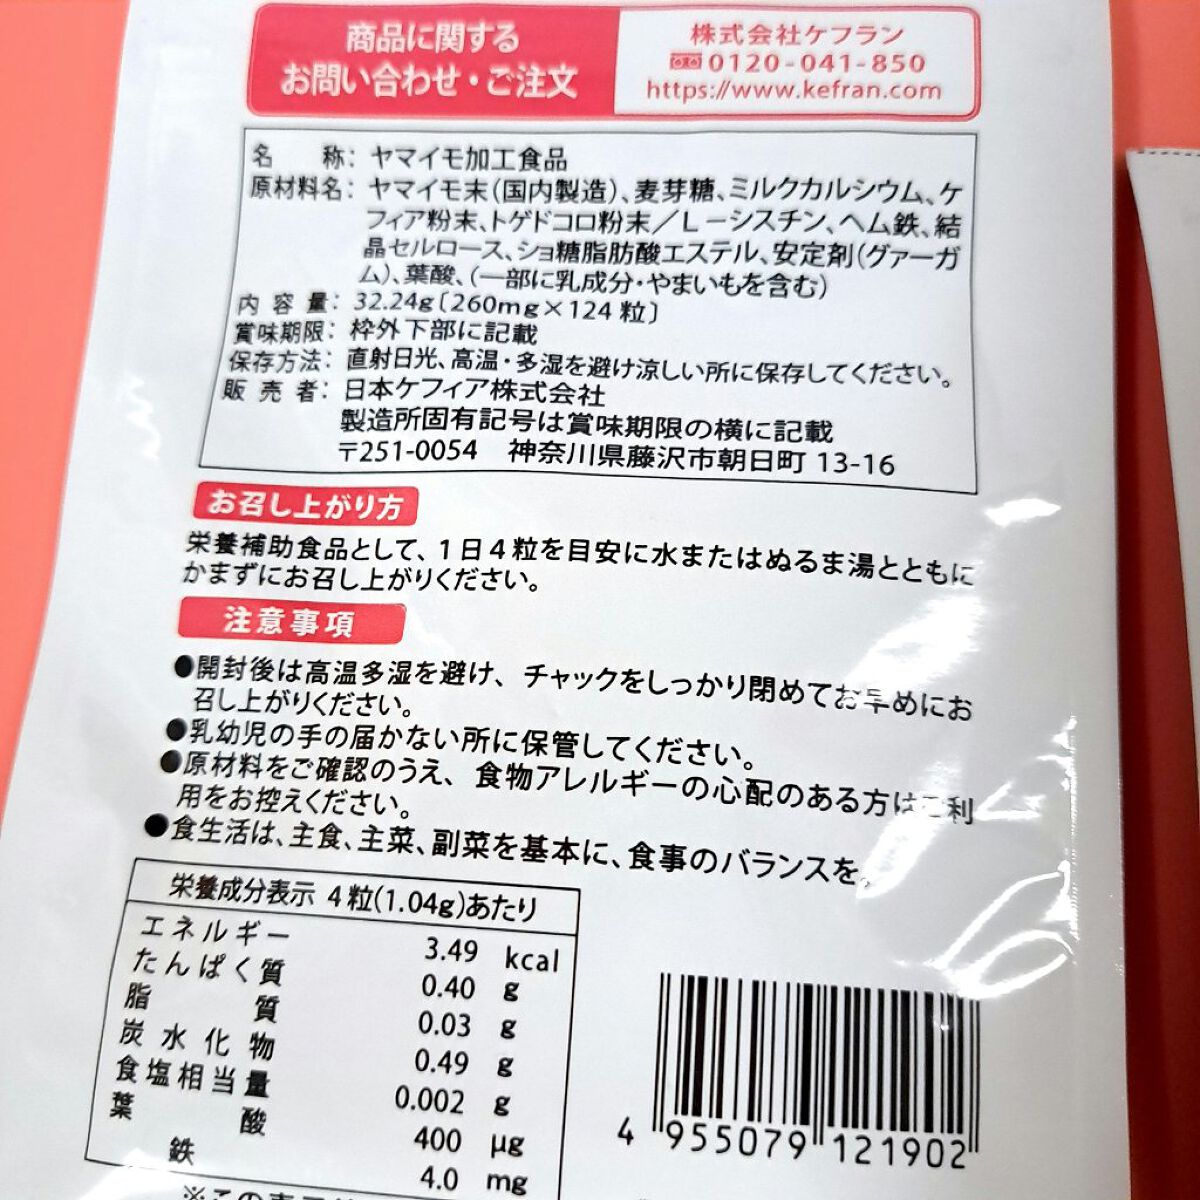 商品に関する
お問い合わせ・ご注文
株式会社ケフラン
0120-041-850
https://www.kefran.com
名称：ヤマイモ加工食品
原材料名：ヤマイモ末（国内製造）、麦芽糖、ミルクカルシウム、ケ
フィア粉末、トゲドコロ粉末／Ｌーシスチン、ヘム鉄、結
晶セルロース、ショ糖脂肪酸エステル、安定剤（グァーガ
ム）、葉酸、（一部に乳成分・やまいもを含む）
内容量：32.24g〔260mg×124粒〕
賞味期限：枠外下部に記載
保存方法：直射日光、高温・多湿を避け涼しい所に保存してください。
販売者：日本ケフィア株式会社
製造所固有記号は賞味期限の横に記載
〒251-0054　神奈川県藤沢市朝日町 13-16
お召し上がり方
栄養補助食品として、１日４粒を目安に水またはぬるま湯とともに
かまずにお召し上がりください。
注意事項
●開封後は高温多湿を避け、チャックをしっかり閉めてお早めにお
召し上がりください。
●乳幼児の手の届かない所に保管してください。
●原材料をご確認のうえ、食物アレルギーの心配のある方はご利
用をお控えください。
●食生活は、主食、主菜、副菜を基本に、食事のバランスを。
栄養成分表示 ４粒(1.04g)あたり
エネルギー 3.49 kcal
たんぱく質 0.40 g
脂質 0.03 g
炭水化物 0.49 g
食塩相当量 0.002 g
葉酸 400 μg
鉄 4.0 mg
4 955079 121902